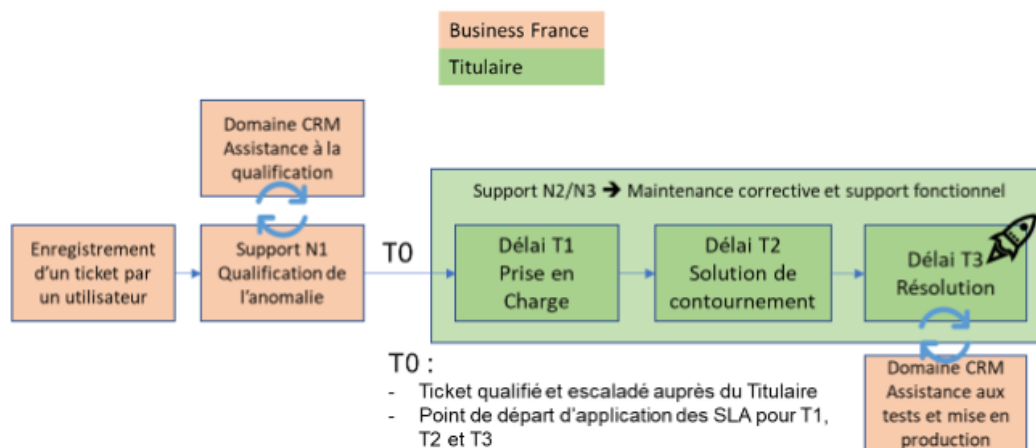 Business France
Titulaire
Domaine CRM
Assistance à la
qualification
Support N2/N3 ➔ Maintenance corrective et support fonctionnel
Enregistrement
d'un ticket par
un utilisateur
Support N1
Qualification de
l'anomalie
T0
Délai T1
Prise en
Charge
Délai T2
Solution de
contournement
Délai T3
Résolution
T0 :
- Ticket qualifié et escaladé auprès du Titulaire
- Point de départ d'application des SLA pour T1,
T2 et T3
Domaine CRM
Assistance aux
tests et mise en
production